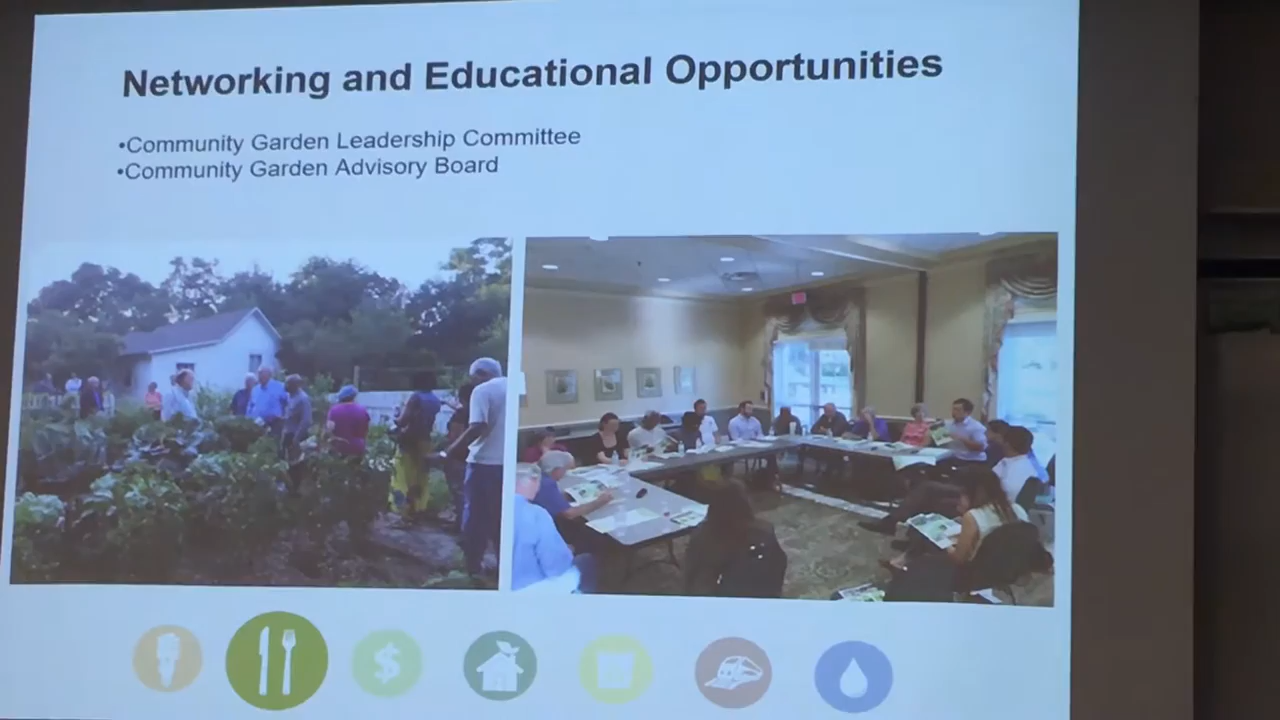 Networking and Educational Opportunities
•Community Garden Leadership Committee
•Community Garden Advisory Board
$